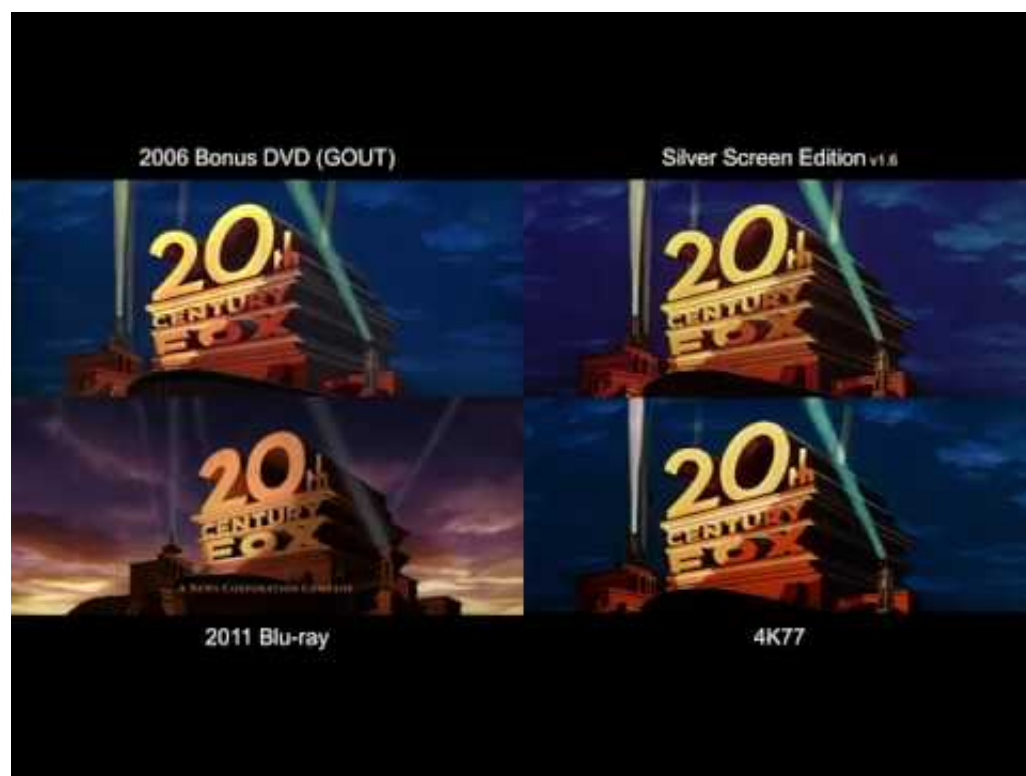 2006 Bonus DVD (GOUT)
Silver Screen Edition v1.6
20th
CENTURY
FOX
20th
CENTURY
FOX
20th
CENTURY
FOX
A NEWS CORPORATION COMPANY
20th
CENTURY
FOX
2011 Blu-ray
4K77